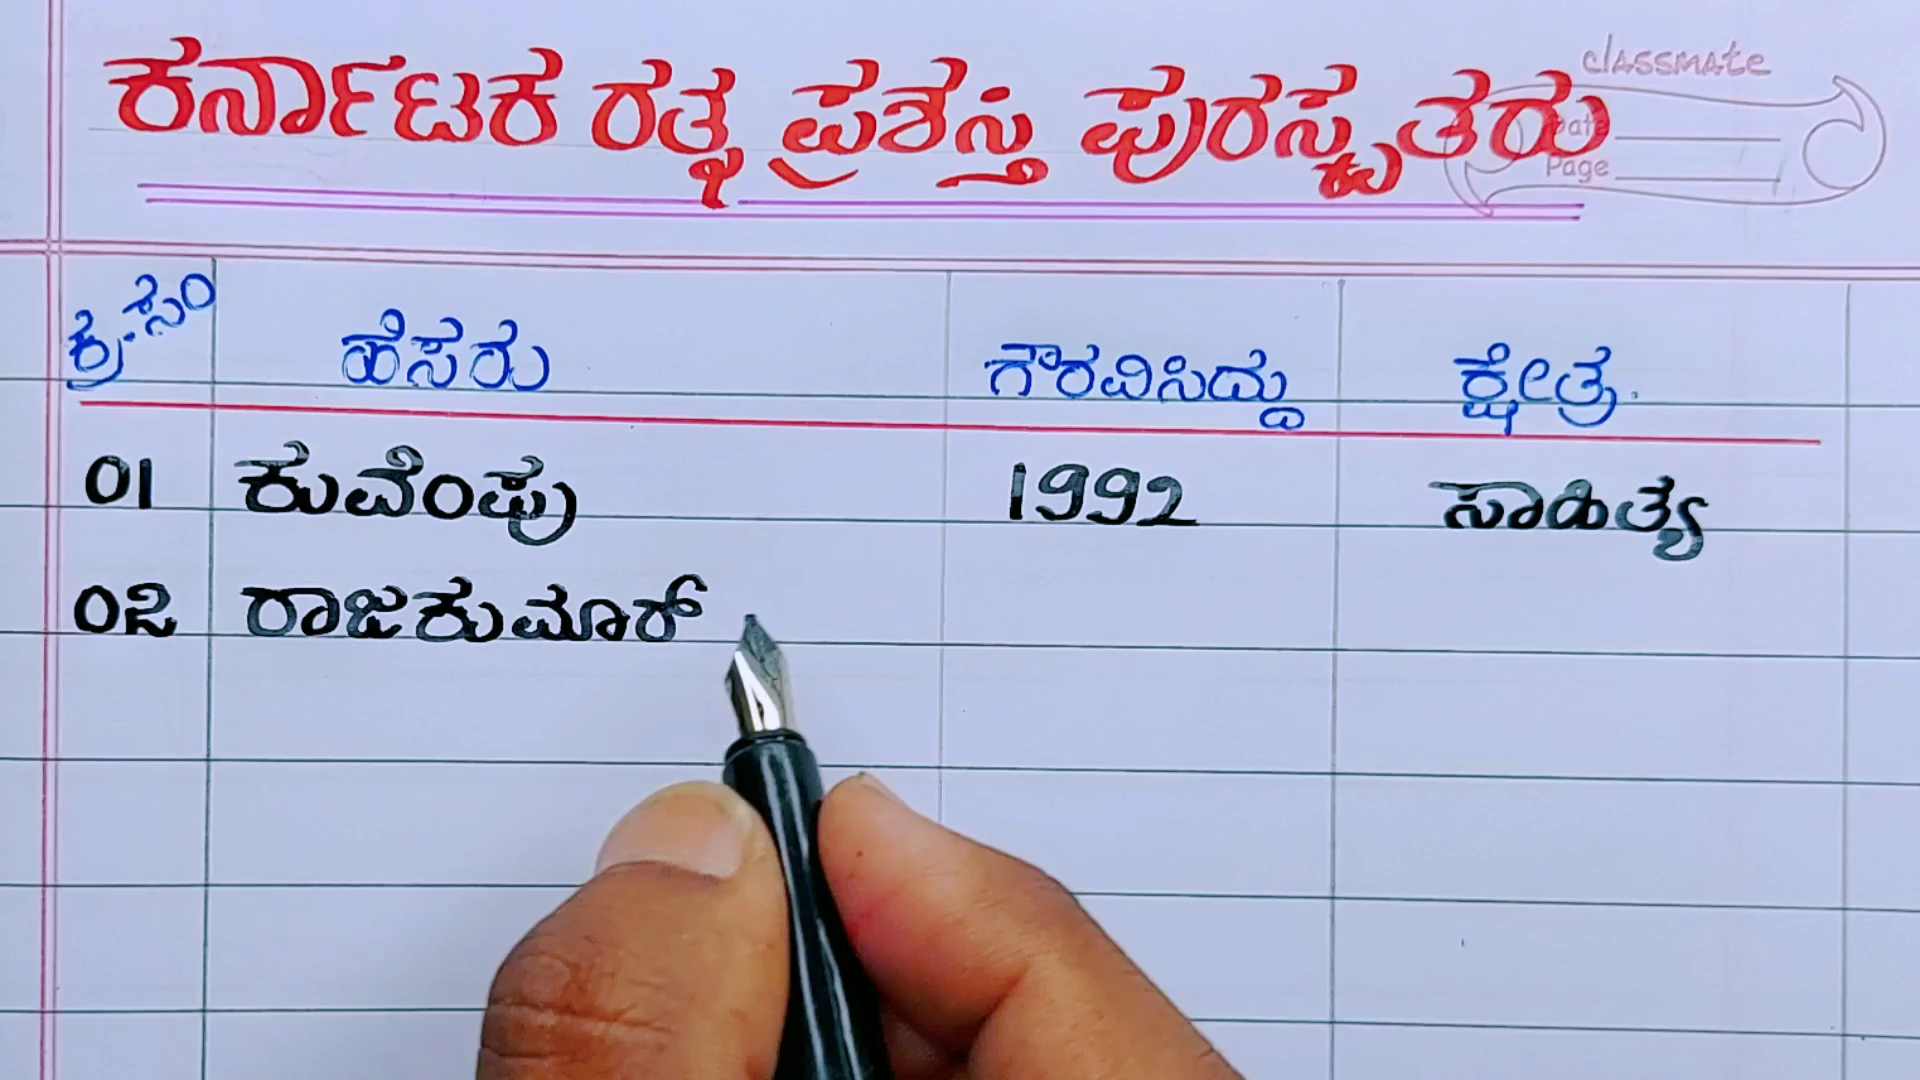 classmate
ಕರ್ನಾಟಕ ರತ್ನ ಪ್ರಶಸ್ತಿ ಪುರಸ್ಕೃತರು
Date
Page
ಕ್ರ.ಸಂ ಹೆಸರು ಗೌರವಿಸಿದ್ದು ಕ್ಷೇತ್ರ.
01 ಕುವೆಂಪು 1992 ಸಾಹಿತ್ಯ
02 ರಾಜಕುಮಾರ್